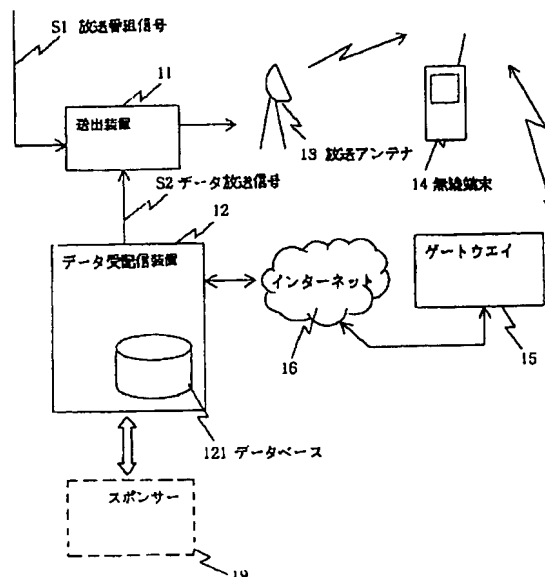 S1 放送番組信号
11
送出装置
13 放送アンテナ
14 無線端末
S2 データ放送信号
12
データ受配信装置
インターネット
ゲートウエイ
16
15
121 データベース
スポンサー
19